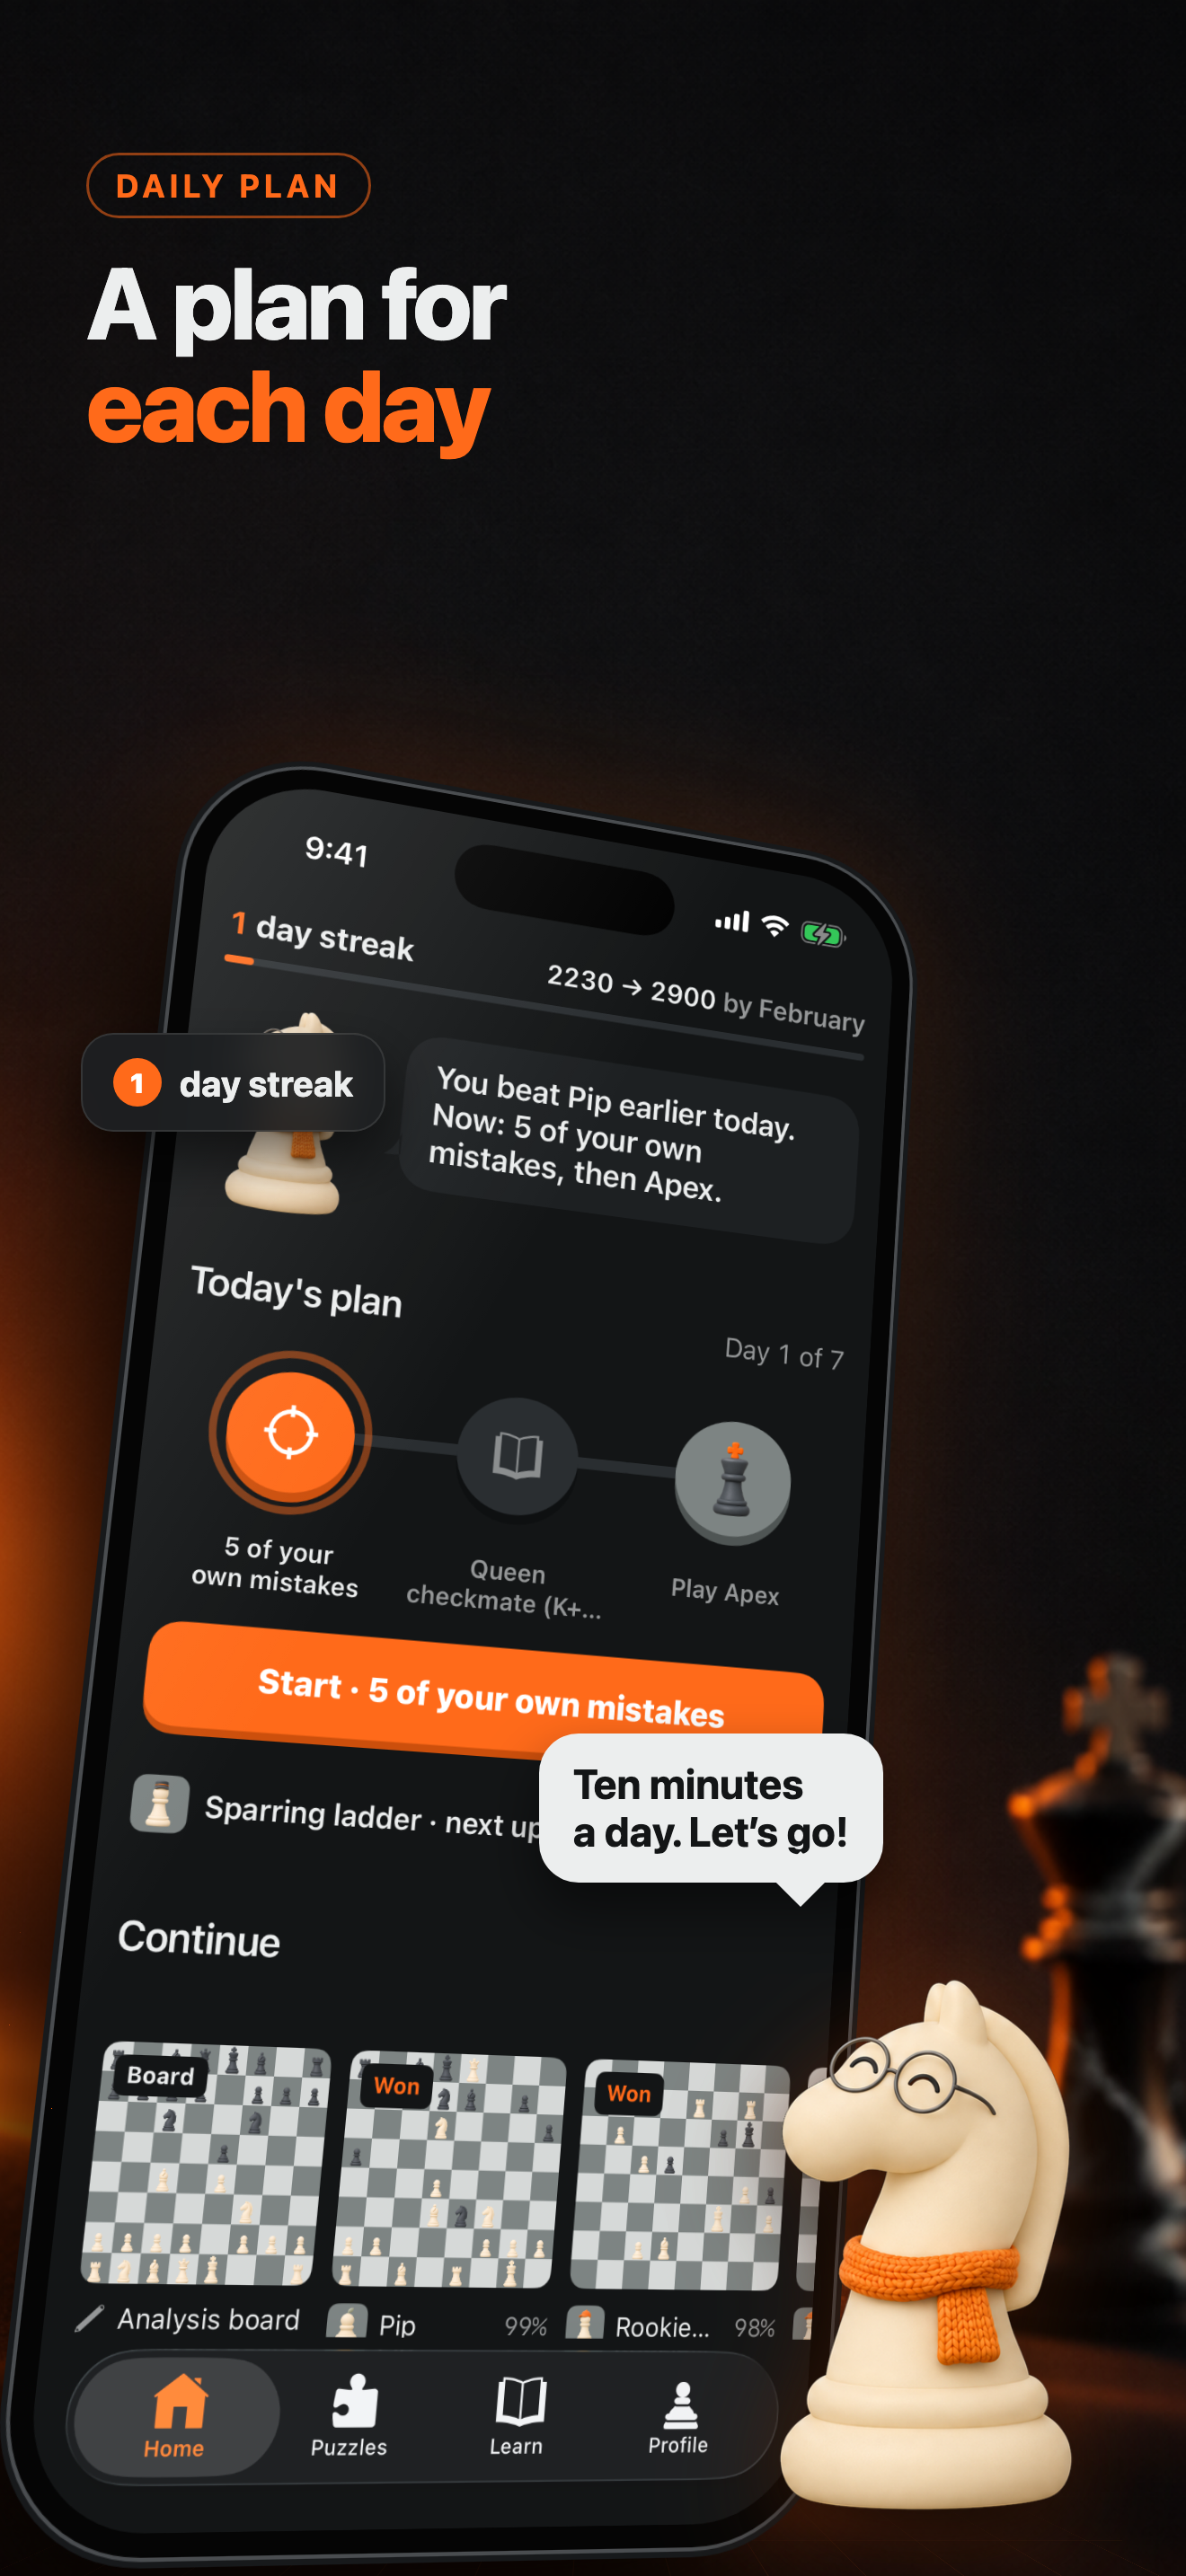 DAILY PLAN
A plan for
each day
9:41
1 day streak
2230 → 2900 by February
1 day streak
You beat Pip earlier today.
Now: 5 of your own
mistakes, then Apex.
Today's plan
Day 1 of 7
5 of your
own mistakes
Queen
checkmate (K+...
Play Apex
Start · 5 of your own mistakes
Sparring ladder · next up
Ten minutes
a day. Let’s go!
Continue
Board
Won
Won
Analysis board
Pip 99%
Rookie... 98%
Home
Puzzles
Learn
Profile